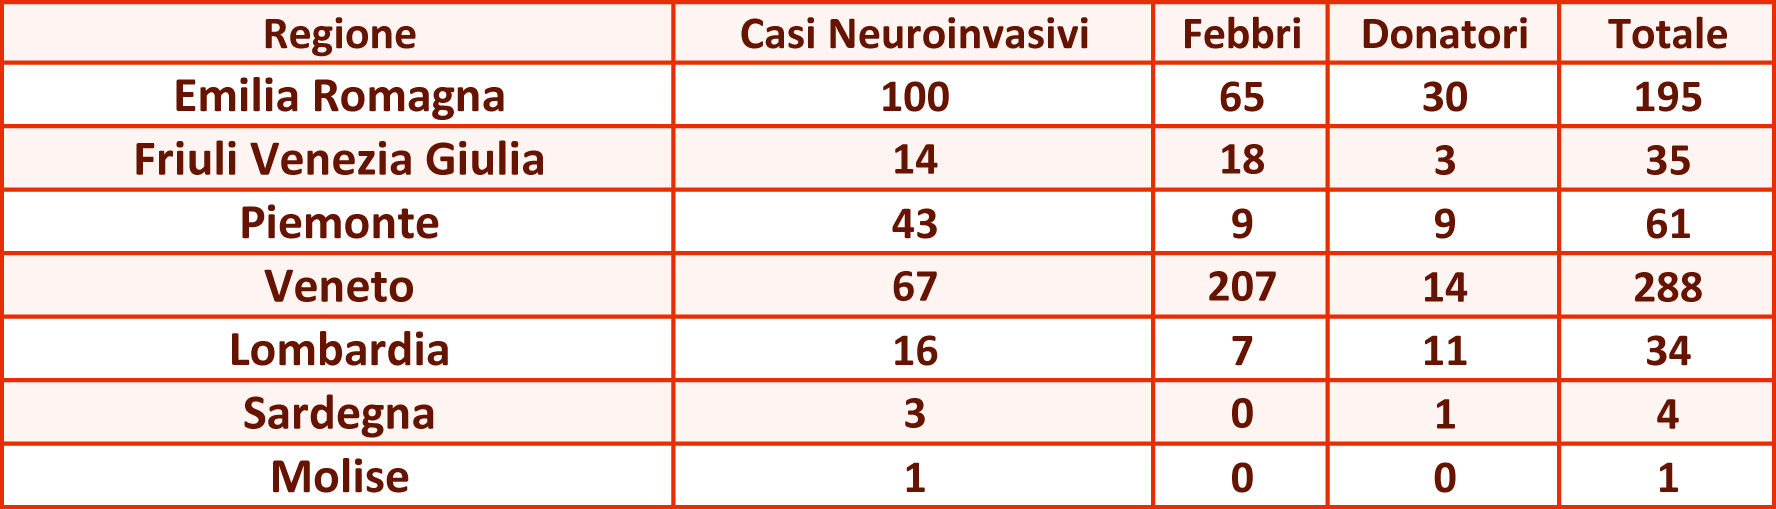 Regione Casi Neuroinvasivi Febbri Donatori Totale
Emilia Romagna 100 65 30 195
Friuli Venezia Giulia 14 18 3 35
Piemonte 43 9 9 61
Veneto 67 207 14 288
Lombardia 16 7 11 34
Sardegna 3 0 1 4
Molise 1 0 0 1